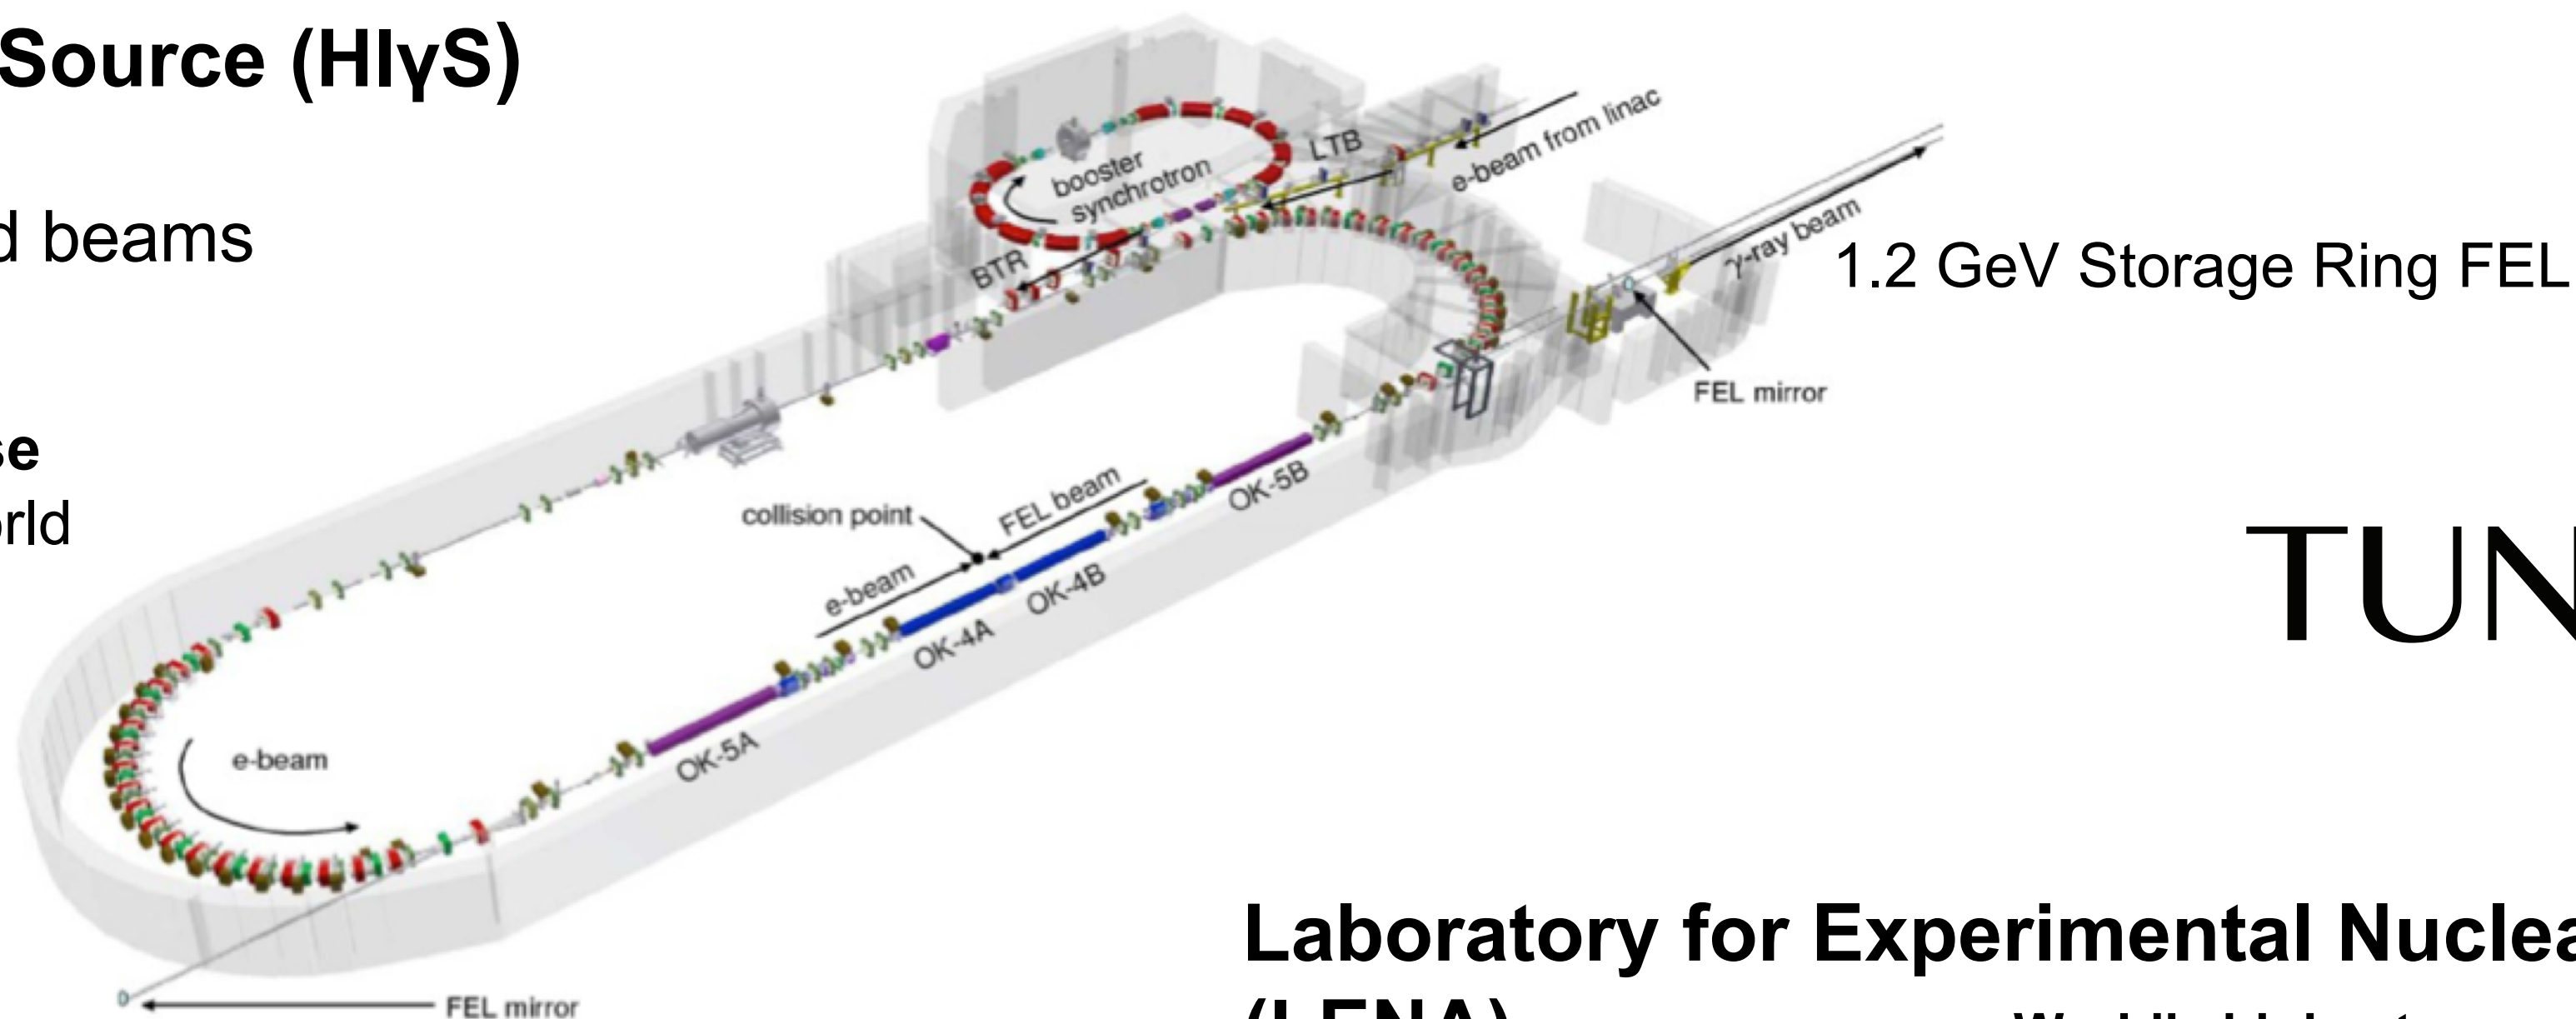 Source (HIγS)
d beams
se
orld
booster
synchrotron
LTB
e-beam from linac
BTR
γ-ray beam
1.2 GeV Storage Ring FEL
FEL mirror
collision point
FEL beam
OK-5B
e-beam
OK-4B
OK-4A
OK-5A
e-beam
TUN
FEL mirror
Laboratory for Experimental Nuclea
(LENA)